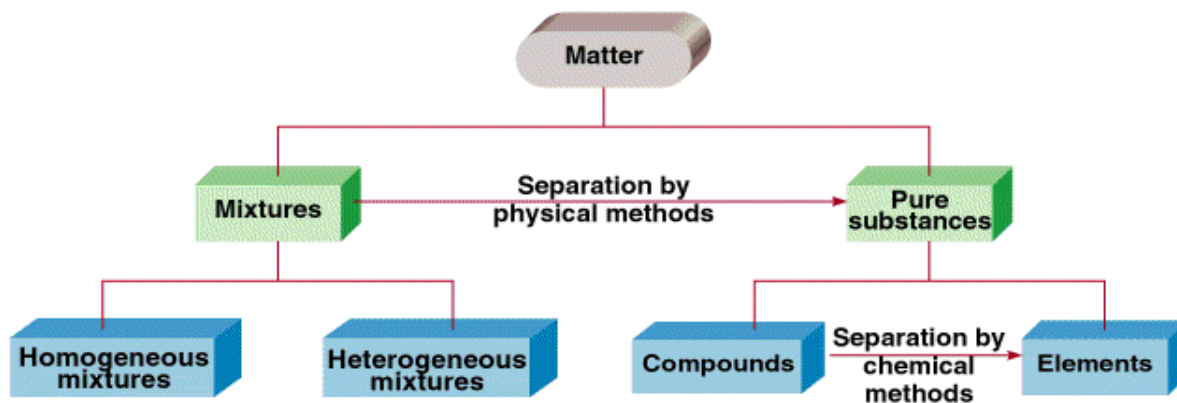 Matter
Mixtures
Separation by
physical methods
Pure
substances
Homogeneous
mixtures
Heterogeneous
mixtures
Compounds
Separation by
chemical
methods
Elements